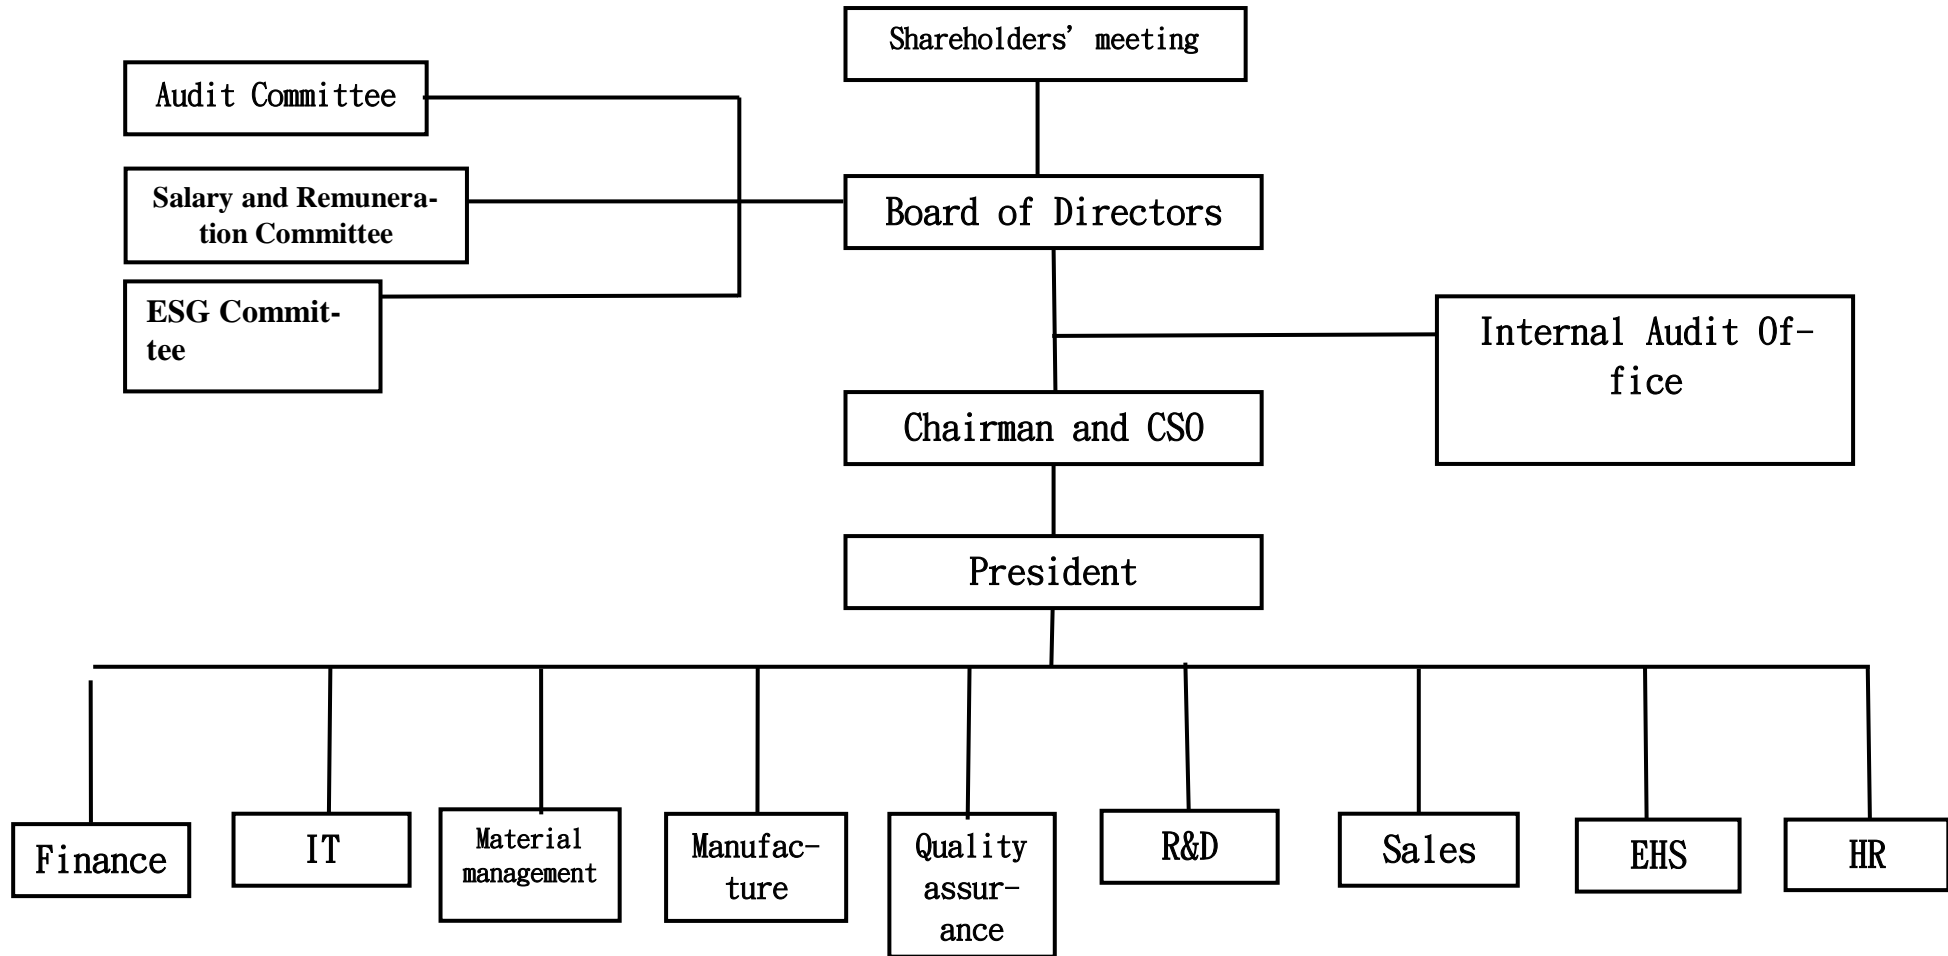 Shareholders' meeting
Audit Committee
Salary and Remunera-
tion Committee
Board of Directors
ESG Commit-
tee
Internal Audit Of-
fice
Chairman and CSO
President
Finance
IT
Material
management
Manufac-
ture
Quality
assur-
ance
R&D
Sales
EHS
HR